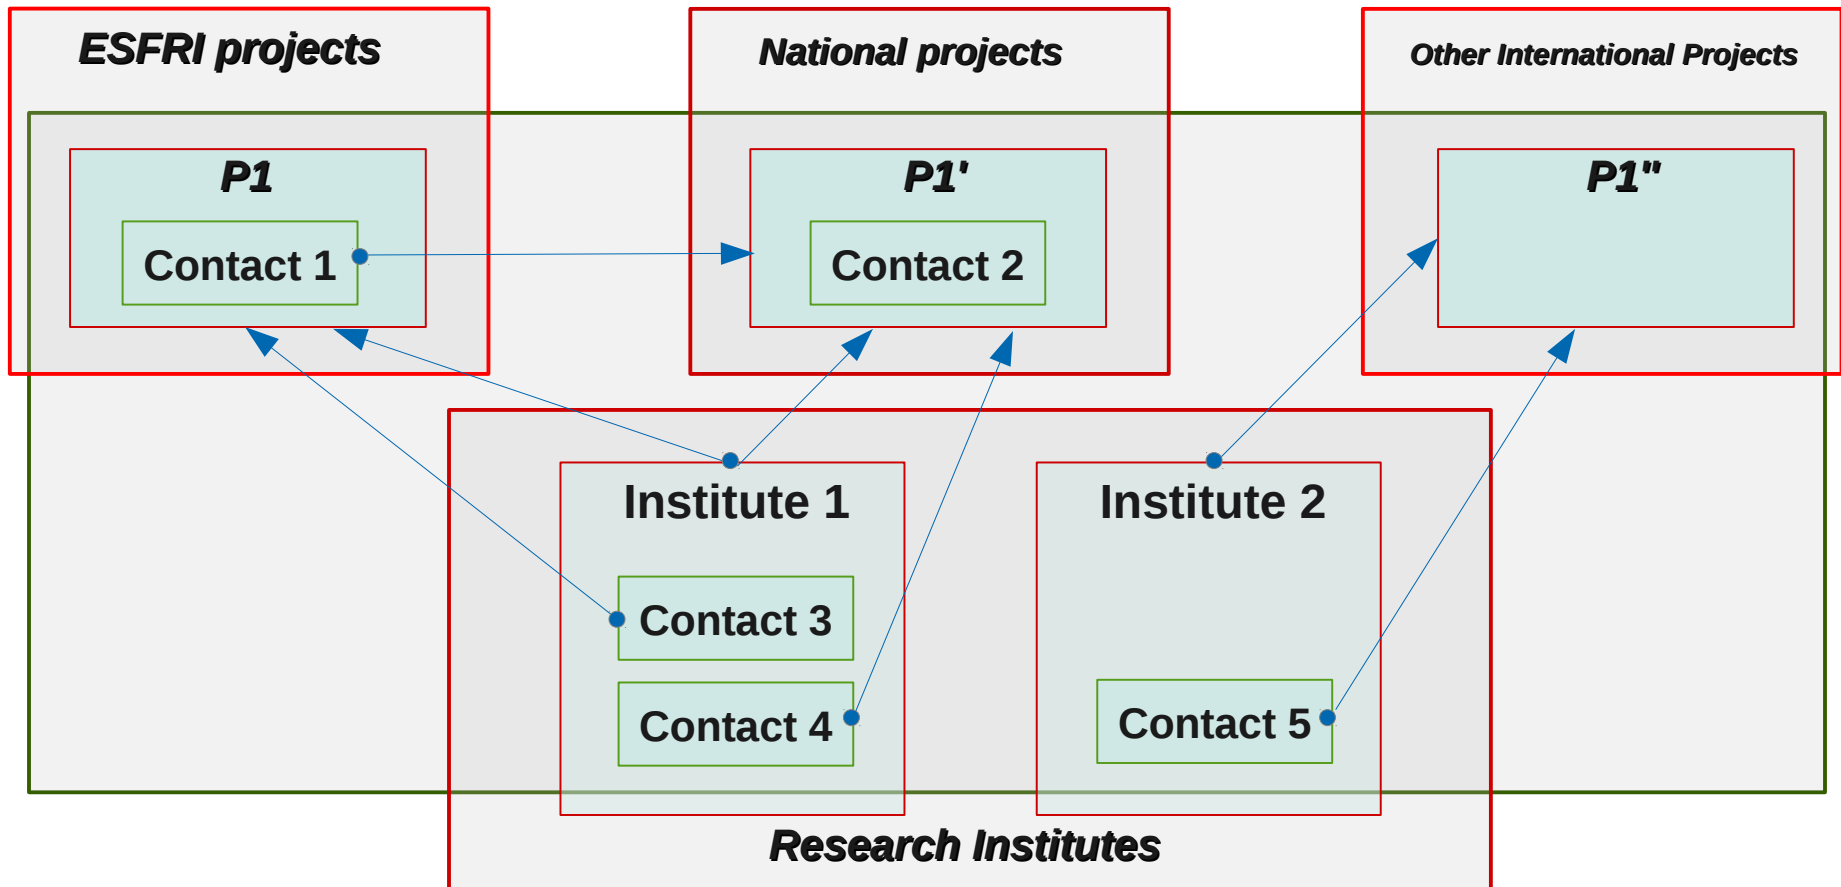 ESFRI projects
National projects
Other International Projects
P1
P1'
P1"
Contact 1
Contact 2
Institute 1
Institute 2
Contact 3
Contact 4
Contact 5
Research Institutes